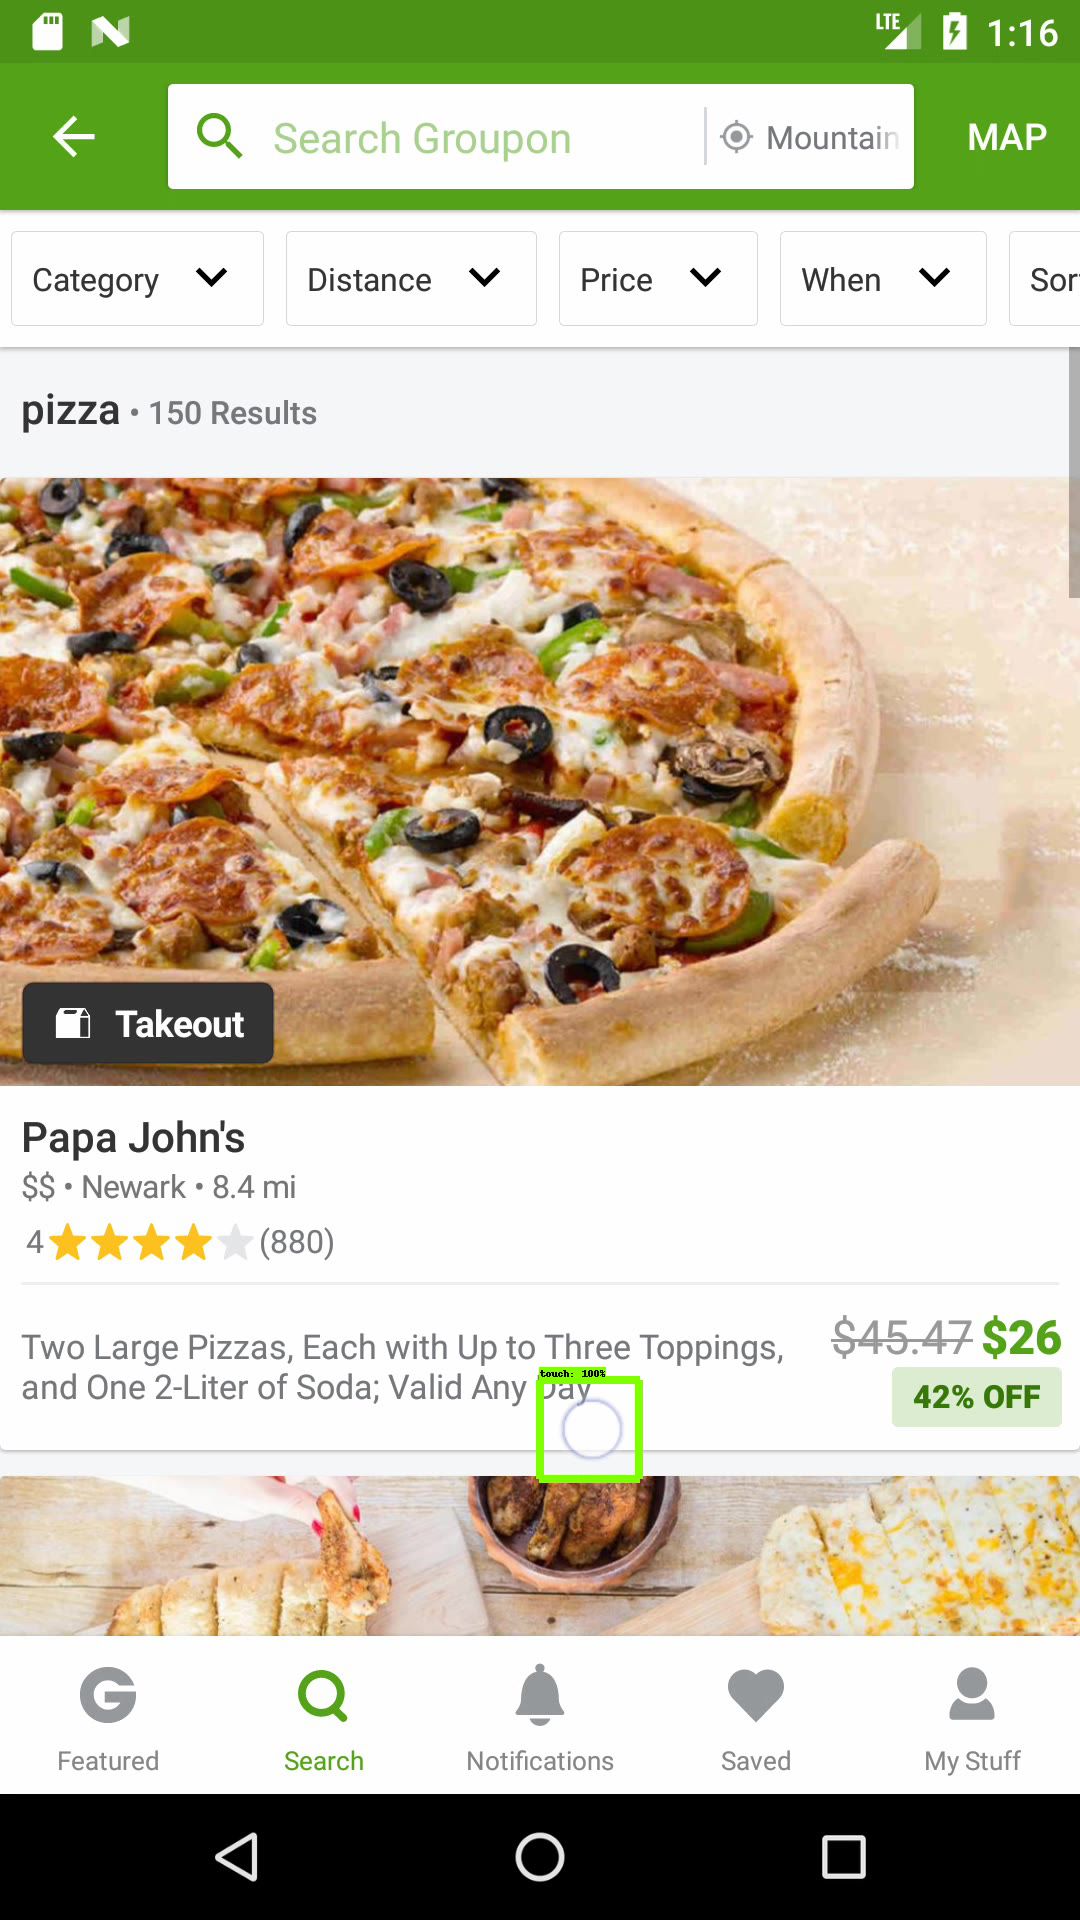 LTE 1:16
Search Groupon Mountain MAP
Category Distance Price When Sor
pizza • 150 Results
Takeout
Papa John's
$$ • Newark • 8.4 mi
4 (880)
Two Large Pizzas, Each with Up to Three Toppings, $45.47 $26
and One 2-Liter of Soda; Valid Any Day 42% OFF
touch: 100%
Featured Search Notifications Saved My Stuff